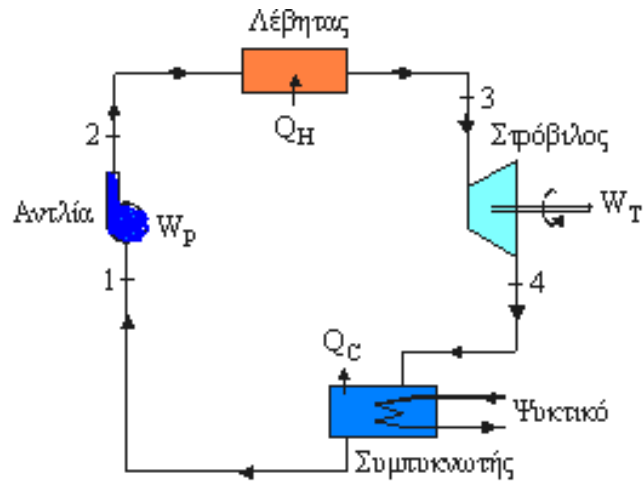 Λέβητας
Q_H
3
Στρόβιλος
2
Αντλία
W_P
W_T
1
4
Q_C
Ψυκτικό
Συμπυκνωτής